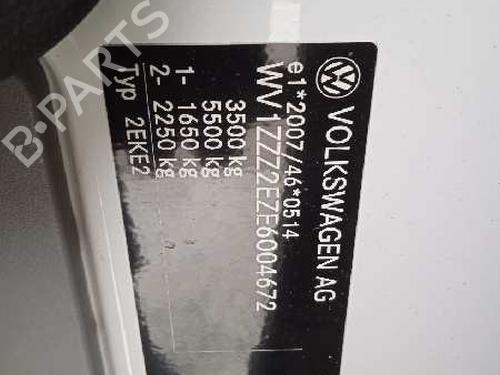 VOLKSWAGEN AG
e1*2007/46*0514
WV1ZZZ2EZE6004672
3500 kg
5500 kg
1- 1650 kg
2- 2250 kg
Typ 2EKE2
B-PARTS